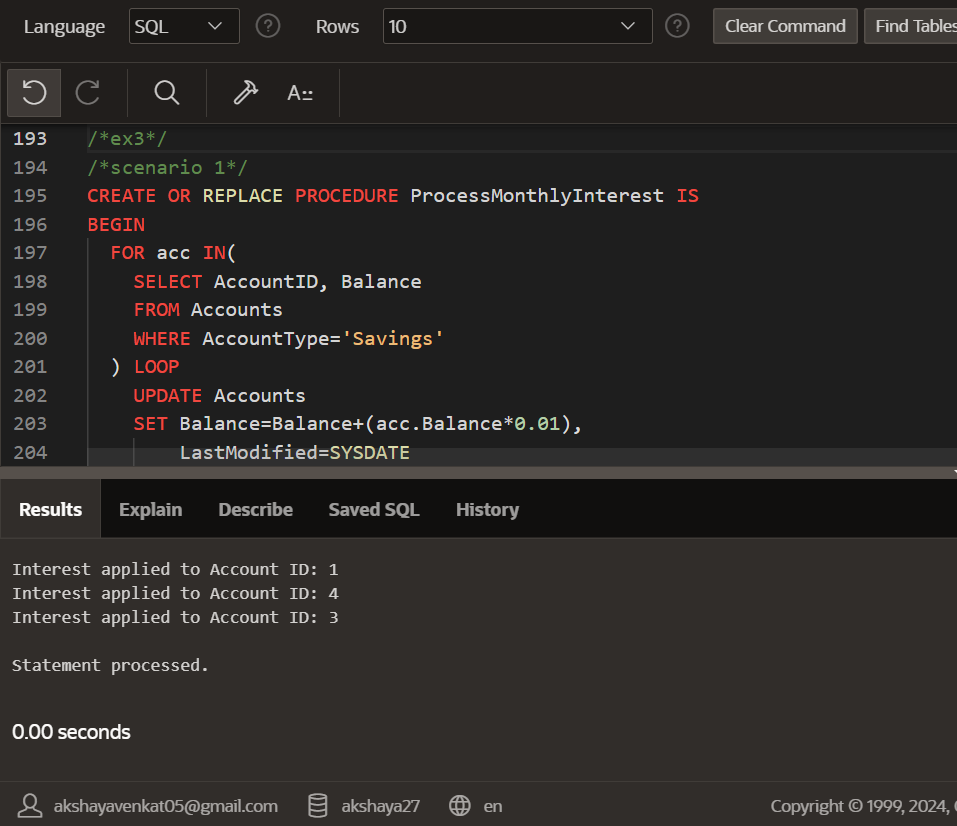 Language SQL Rows 10 Clear Command Find Tables
A::
193 /*ex3*/
194 /*scenario 1*/
195 CREATE OR REPLACE PROCEDURE ProcessMonthlyInterest IS
196 BEGIN
197 FOR acc IN(
198 SELECT AccountID, Balance
199 FROM Accounts
200 WHERE AccountType='Savings'
201 ) LOOP
202 UPDATE Accounts
203 SET Balance=Balance+(acc.Balance*0.01),
204 LastModified=SYSDATE
Results Explain Describe Saved SQL History
Interest applied to Account ID: 1
Interest applied to Account ID: 4
Interest applied to Account ID: 3
Statement processed.
0.00 seconds
akshayavenkat05@gmail.com akshaya27 en Copyright © 1999, 2024,